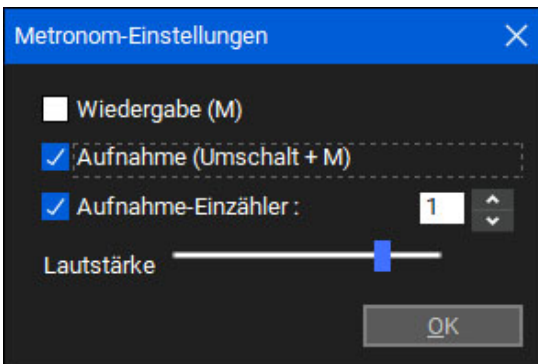 Metronom-Einstellungen
Wiedergabe (M)
Aufnahme (Umschalt + M)
Aufnahme-Einzähler : 1
Lautstärke
OK